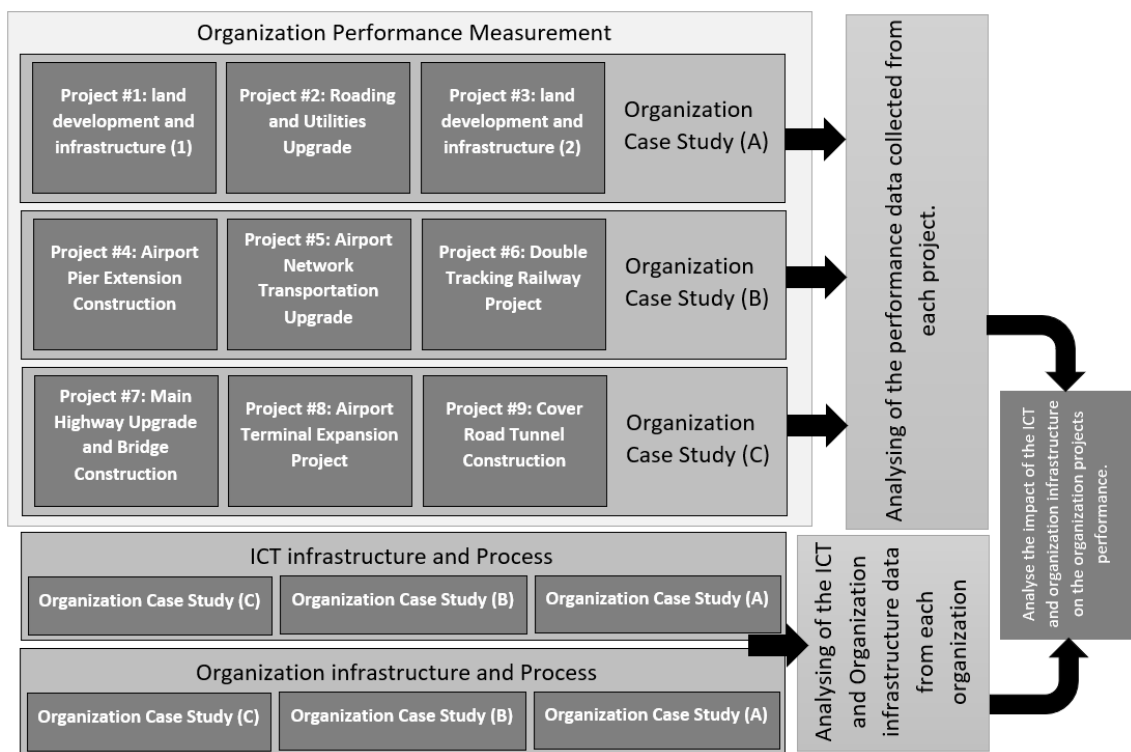 Organization Performance Measurement
Project #1: land
development and
infrastructure (1)
Project #2: Roading
and Utilities
Upgrade
Project #3: land
development and
infrastructure (2)
Organization
Case Study (A)
Project #4: Airport
Pier Extension
Construction
Project #5: Airport
Network
Transportation
Upgrade
Project #6: Double
Tracking Railway
Project
Organization
Case Study (B)
Project #7: Main
Highway Upgrade
and Bridge
Construction
Project #8: Airport
Terminal Expansion
Project
Project #9: Cover
Road Tunnel
Construction
Organization
Case Study (C)
Analysing of the performance data collected from
each project.
ICT infrastructure and Process
Organization Case Study (C)
Organization Case Study (B)
Organization Case Study (A)
Organization infrastructure and Process
Organization Case Study (C)
Organization Case Study (B)
Organization Case Study (A)
Analysing of the ICT
and Organization
infrastructure data
from each
organization
Analyse the impact of the ICT
and organization infrastructure
on the organization projects
performance.